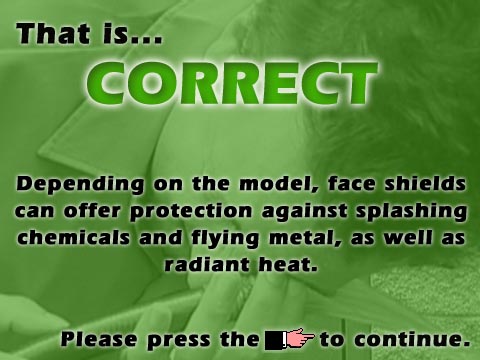 That is...
CORRECT
Depending on the model, face shields
can offer protection against splashing
chemicals and flying metal, as well as
radiant heat.
Please press the to continue.